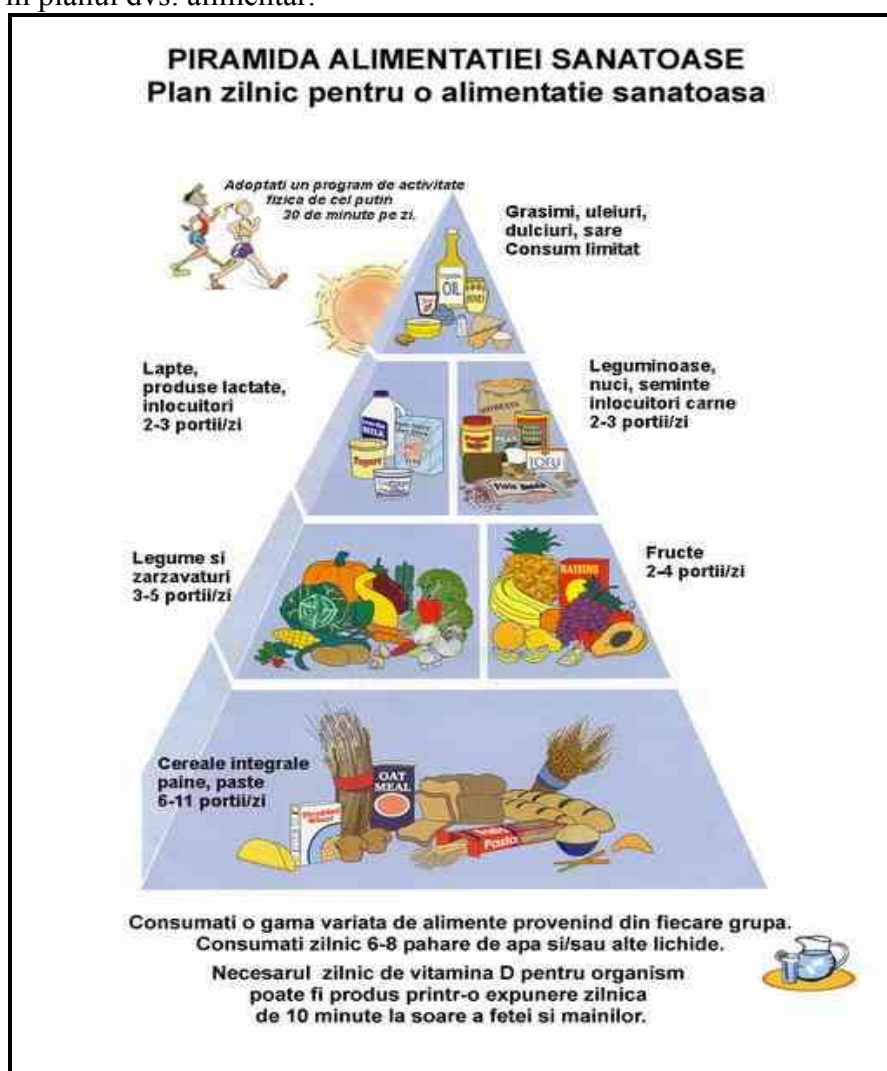 in planul dvs. alimentar.
PIRAMIDA ALIMENTATIEI SANATOASE
Plan zilnic pentru o alimentatie sanatoasa
Adoptati un program de activitate
fizica de cel putin
30 de minute pe zi.
Grasimi, uleiuri,
dulciuri, sare
Consum limitat
OIL
Lapte,
produse lactate,
inlocuitori
2-3 portii/zi
MILK
Yogurt
Leguminoase,
nuci, seminte
inlocuitori carne
2-3 portii/zi
SOYBEANS
TOFU
Pinto Beans
Legume si
zarzavaturi
3-5 portii/zi
RAISINS
Fructe
2-4 portii/zi
Cereale integrale
paine, paste
6-11 portii/zi
OAT
MEAL
Shredded
Wheat
Pasta
Consumati o gama variata de alimente provenind din fiecare grupa.
Consumati zilnic 6-8 pahare de apa si/sau alte lichide.
Necesarul zilnic de vitamina D pentru organism
poate fi produs printr-o expunere zilnica
de 10 minute la soare a fetei si mainilor.